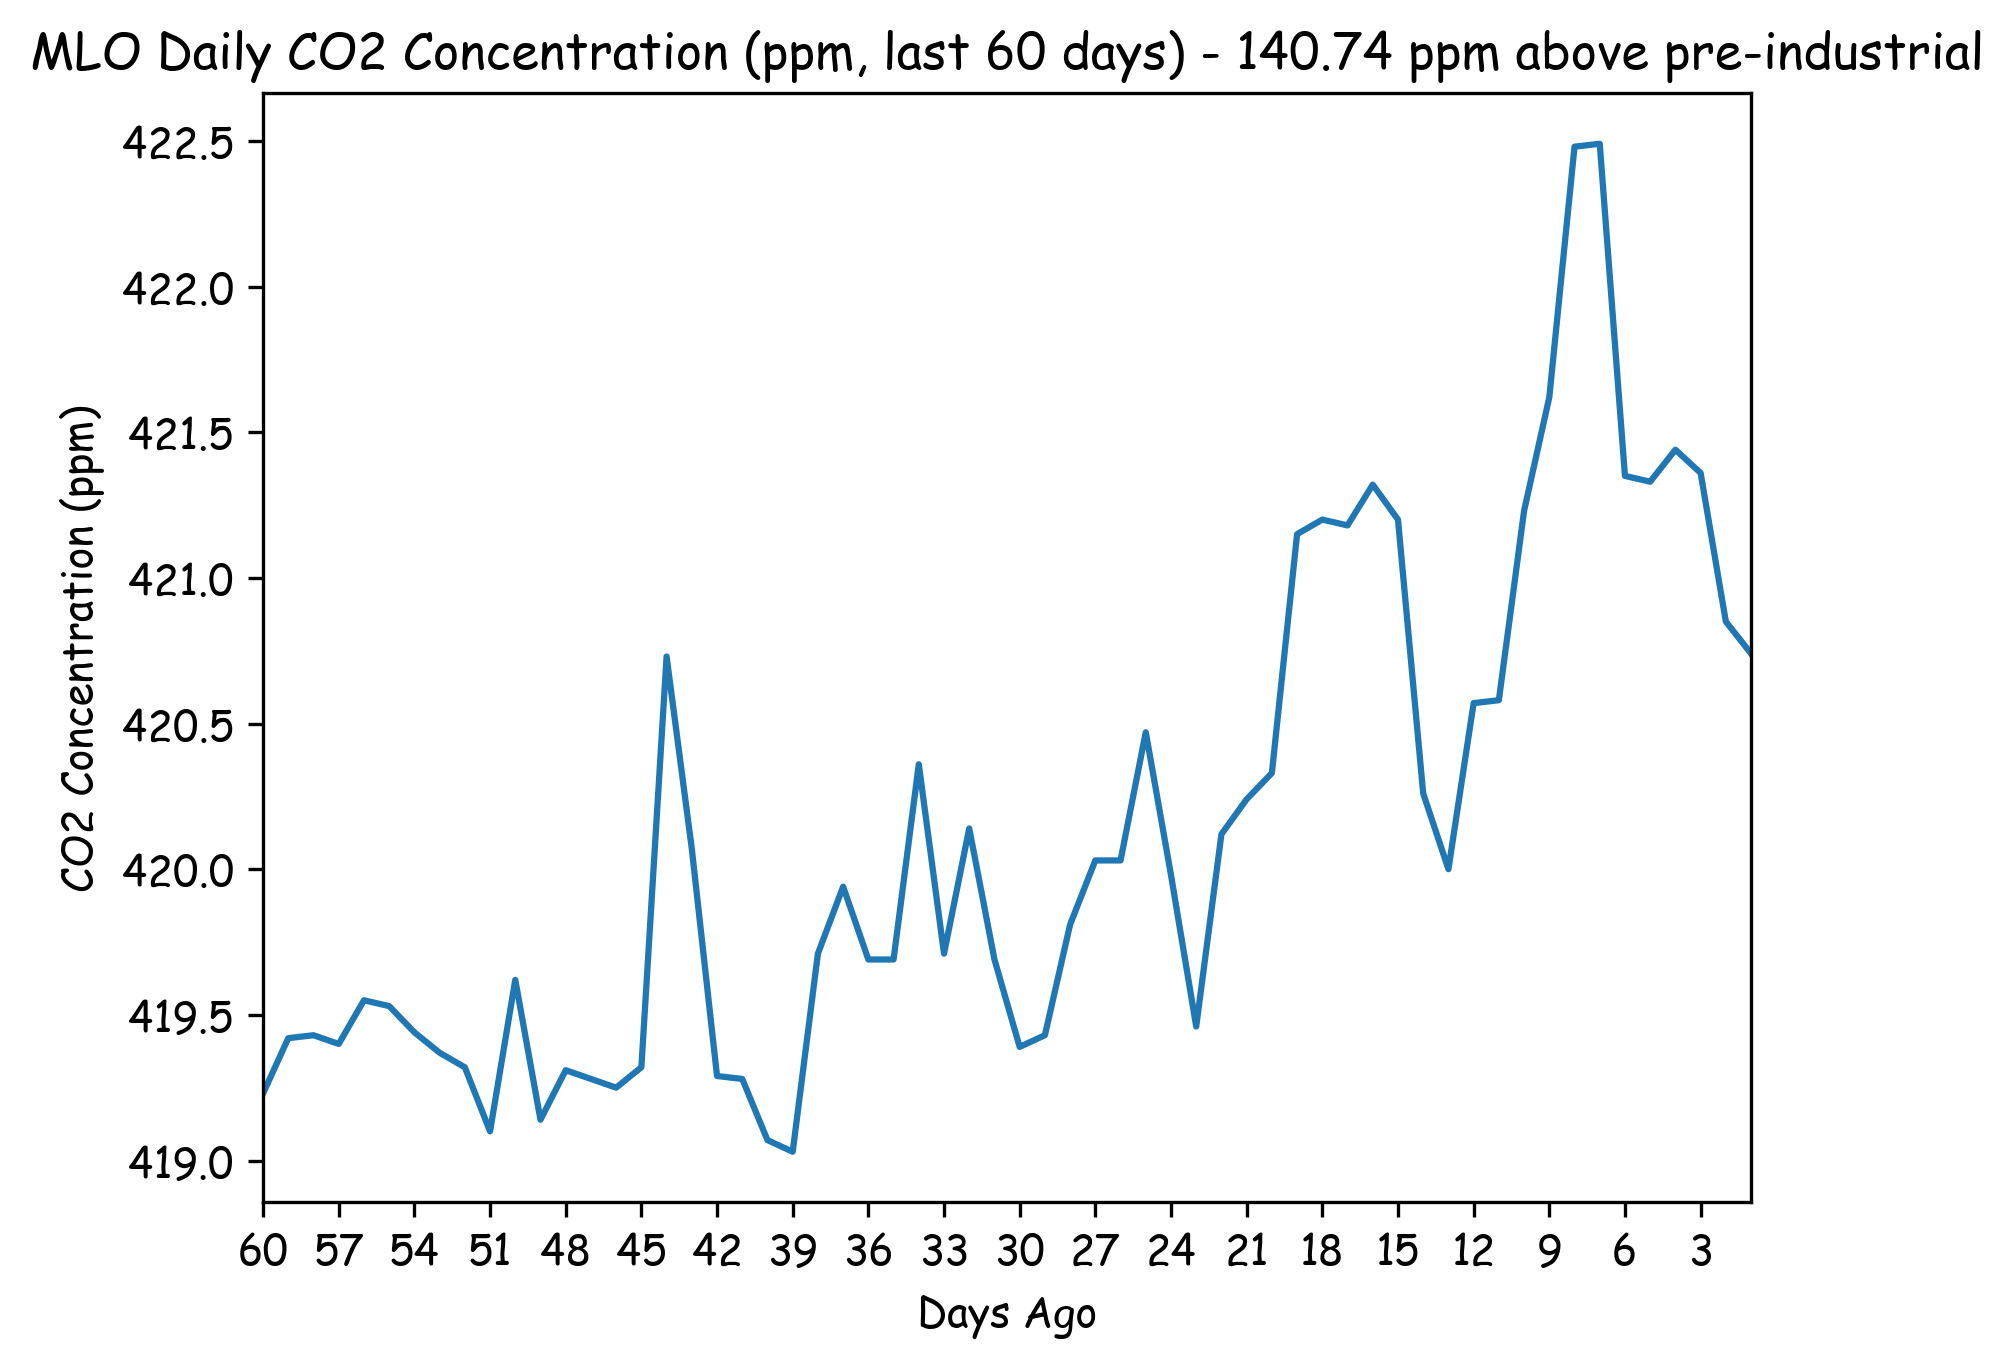 MLO Daily CO2 Concentration (ppm, last 60 days) - 140.74 ppm above pre-industrial
CO2 Concentration (ppm)
422.5
422.0
421.5
421.0
420.5
420.0
419.5
419.0
60 57 54 51 48 45 42 39 36 33 30 27 24 21 18 15 12 9 6 3
Days Ago